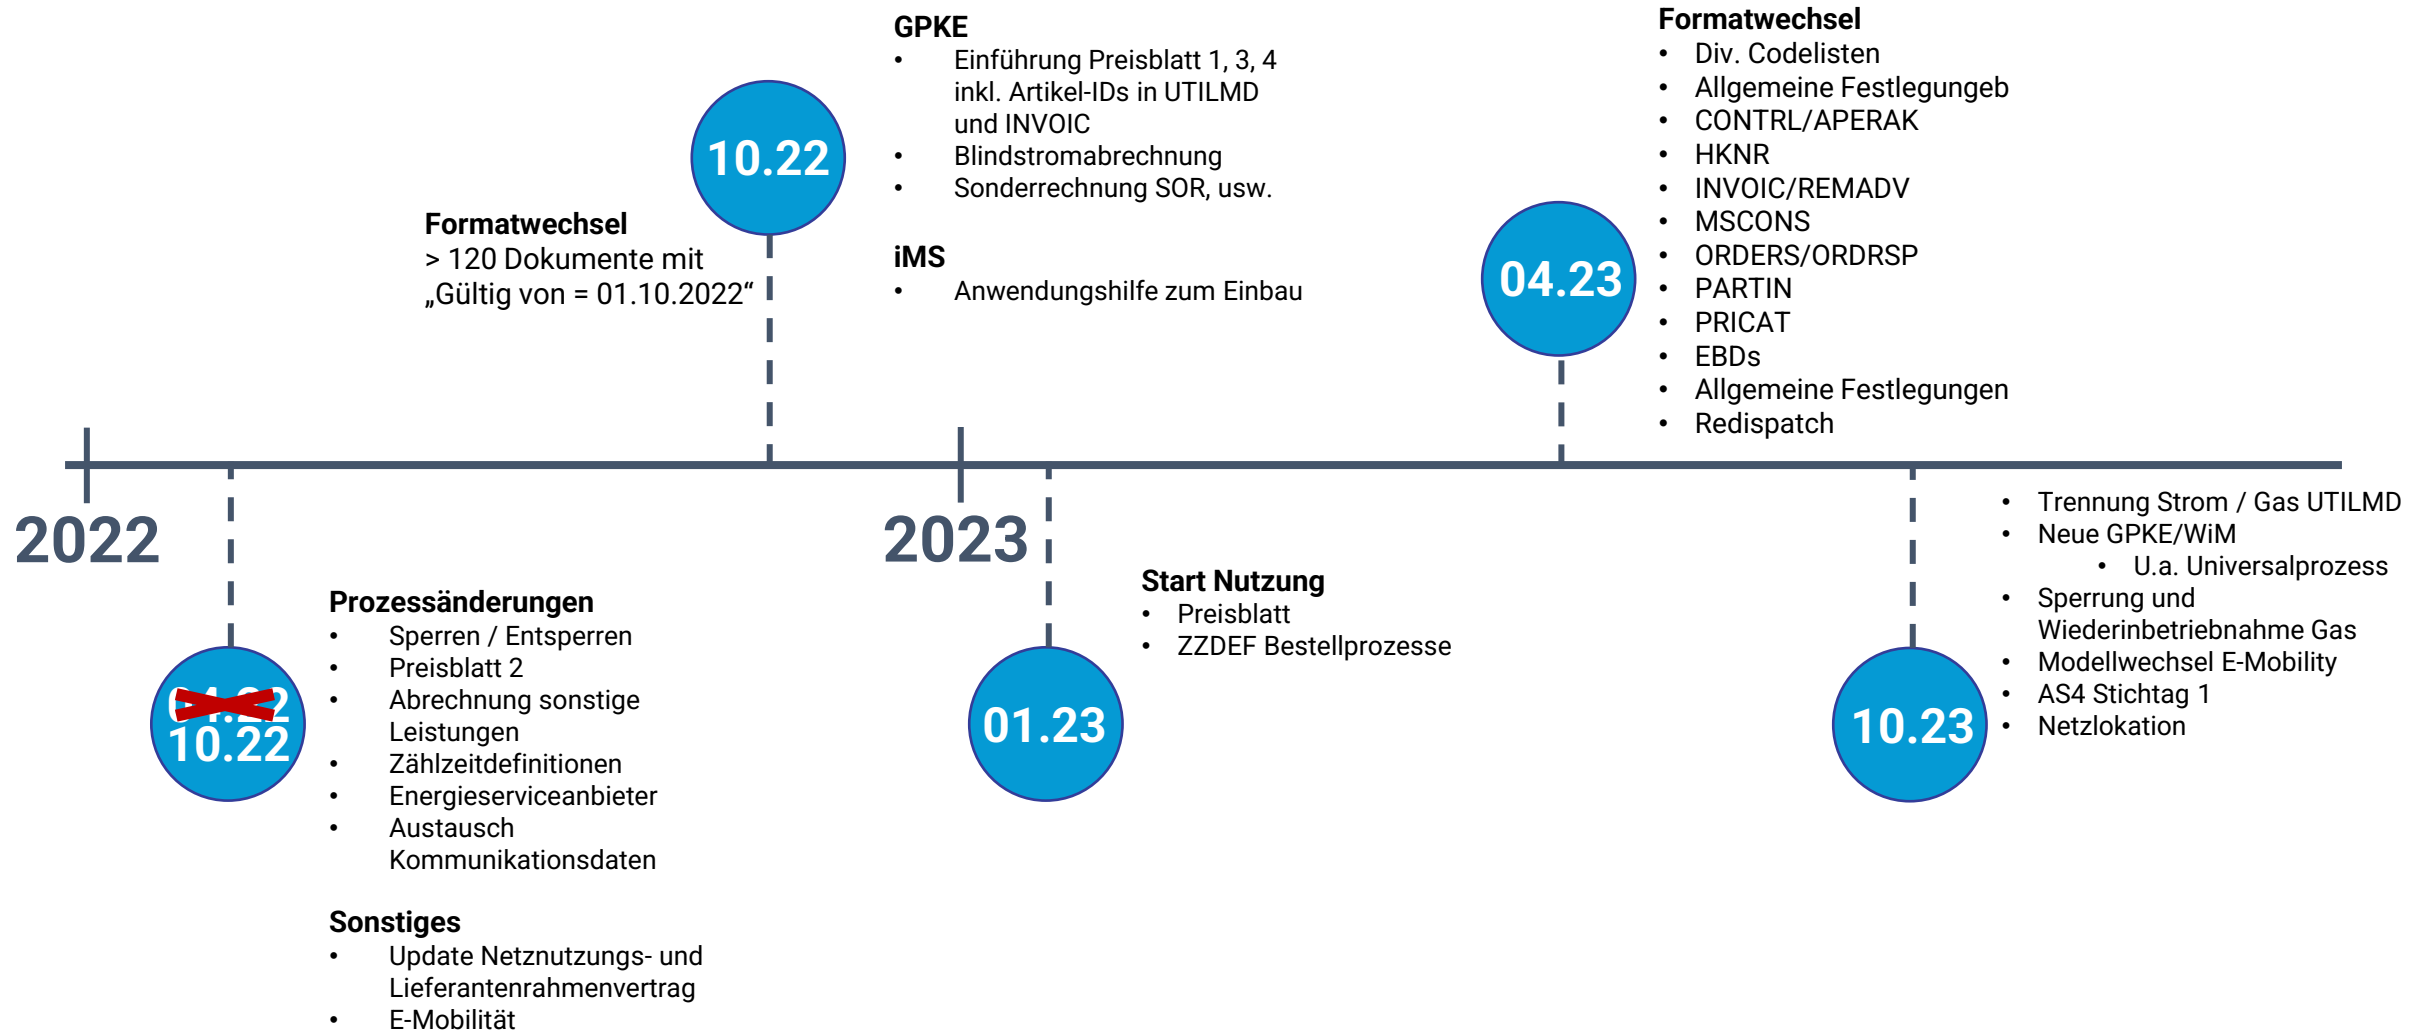 Formatwechsel
> 120 Dokumente mit
„Gültig von = 01.10.2022“
10.22
GPKE
• Einführung Preisblatt 1, 3, 4
inkl. Artikel-IDs in UTILMD
und INVOIC
• Blindstromabrechnung
• Sonderrechnung SOR, usw.
iMS
• Anwendungshilfe zum Einbau
04.23
Formatwechsel
• Div. Codelisten
• Allgemeine Festlegungeb
• CONTRL/APERAK
• HKNR
• INVOIC/REMADV
• MSCONS
• ORDERS/ORDRSP
• PARTIN
• PRICAT
• EBDs
• Allgemeine Festlegungen
• Redispatch
2022
2023
04.22
10.22
Prozessänderungen
• Sperren / Entsperren
• Preisblatt 2
• Abrechnung sonstige
Leistungen
• Zählzeitdefinitionen
• Energieserviceanbieter
• Austausch
Kommunikationsdaten
Sonstiges
• Update Netznutzungs- und
Lieferantenrahmenvertrag
• E-Mobilität
01.23
Start Nutzung
• Preisblatt
• ZZDEF Bestellprozesse
10.23
• Trennung Strom / Gas UTILMD
• Neue GPKE/WiM
• U.a. Universalprozess
• Sperrung und
Wiederinbetriebnahme Gas
• Modellwechsel E-Mobility
• AS4 Stichtag 1
• Netzlokation